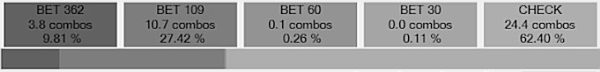 BET 362
3.8 combos
9.81 %
BET 109
10.7 combos
27.42 %
BET 60
0.1 combos
0.26 %
BET 30
0.0 combos
0.11 %
CHECK
24.4 combos
62.40 %